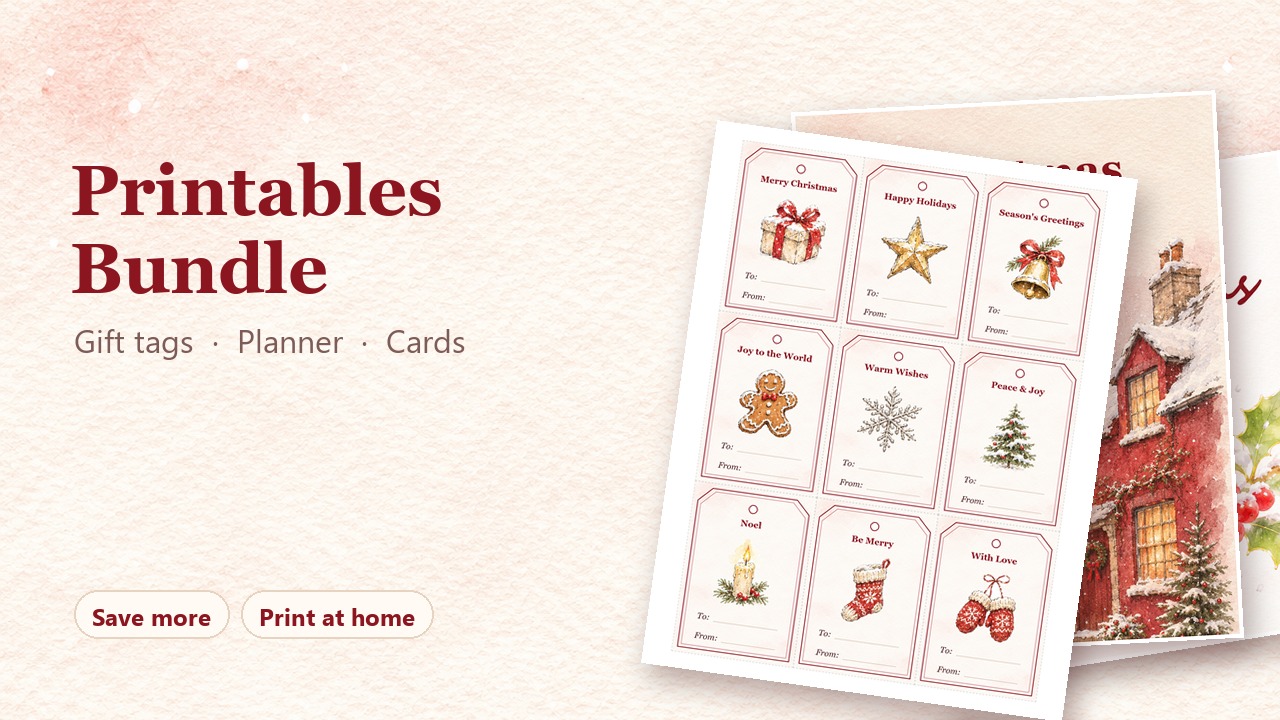 Printables
Bundle
Gift tags · Planner · Cards
Save more
Print at home
Merry Christmas
To:
From:
Happy Holidays
To:
From:
Season's Greetings
To:
From:
Joy to the World
To:
From:
Warm Wishes
To:
From:
Peace & Joy
To:
From:
Noel
To:
From:
Be Merry
To:
From:
With Love
To:
From: